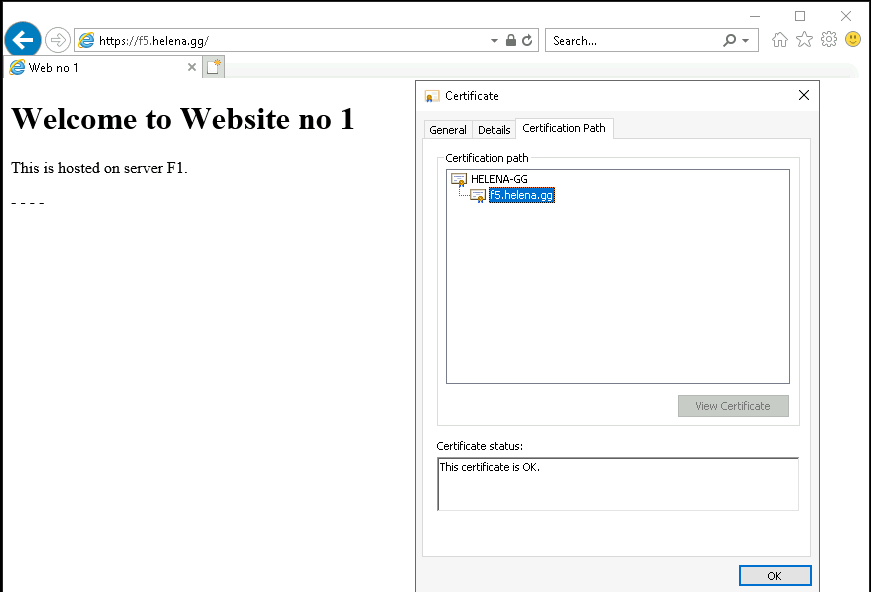 https://f5.helena.gg/
Search...
Web no 1
Welcome to Website no 1
This is hosted on server F1.
- - - -
Certificate
General Details Certification Path
Certification path
HELENA-GG
f5.helena.gg
View Certificate
Certificate status:
This certificate is OK.
OK